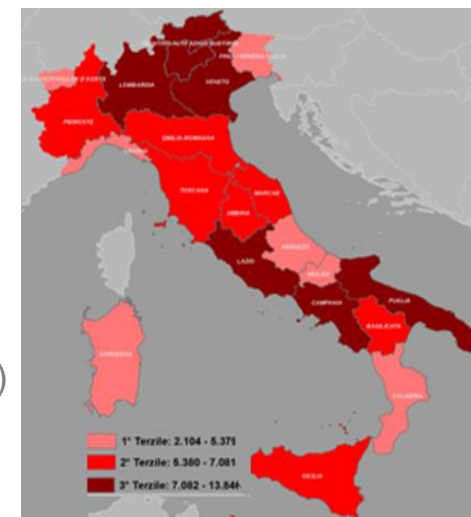 LOMBARDIA
VENETO
PIEMONTE
EMILIA-ROMAGNA
LIGURIA
TOSCANA
MARCHE
UMBRIA
LAZIO
ABRUZZO
MOLISE
CAMPANIA
PUGLIA
BASILICATA
SARDEGNA
CALABRIA
)
1° Terzile: 2.104 - 5.379
2° Terzile: 5.380 - 7.081
3° Terzile: 7.082 - 13.846
SICILIA